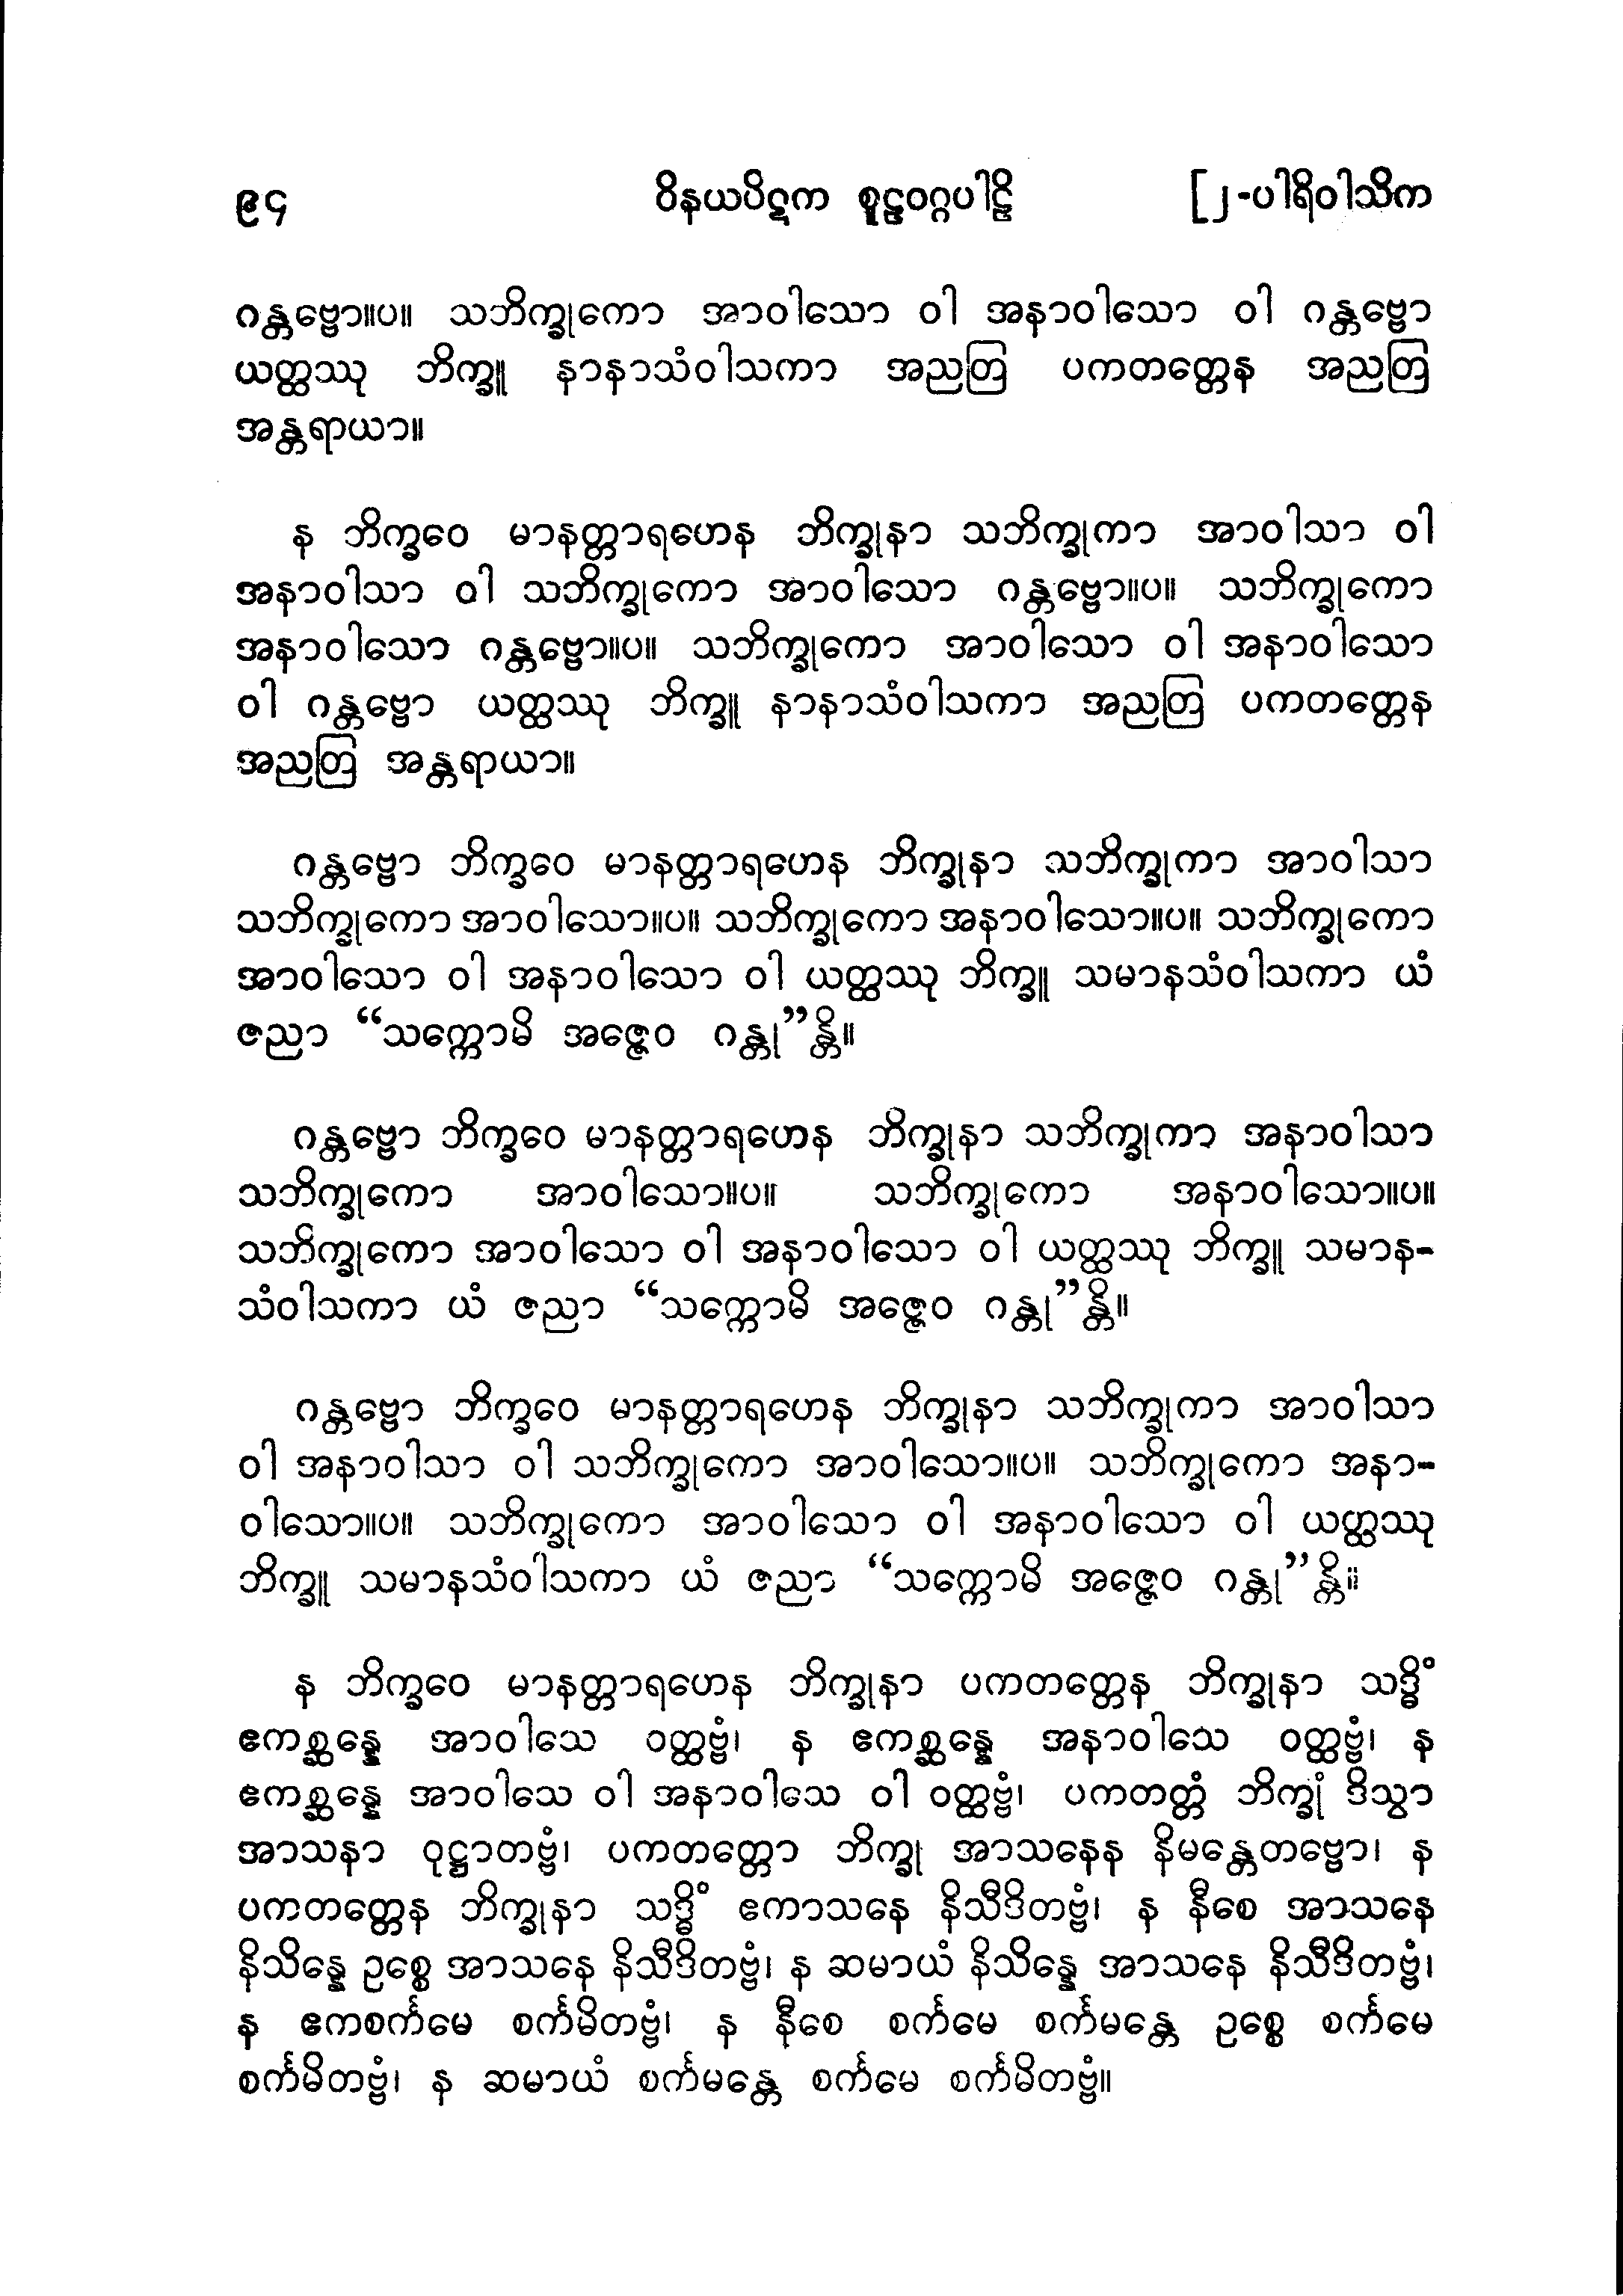 ၉၄ ဝိနယပိဋက စူဠဝဂ္ဂပါဠိ [၂-ပါရိဝါသိက
ဂန္တဗ္ဗော။ပ။ သဘိက္ခုကော အာဝါသော ဝါ အနာဝါသော ဝါ ဂန္တဗ္ဗော
ယတ္ထဿု ဘိက္ခူ နာနာသံဝါသကာ အညတြ ပကတတ္တေန အညတြ
အန္တရာယာ။
န ဘိက္ခဝေ မာနတ္တာရဟေန ဘိက္ခုနာ သဘိက္ခုကာ အာဝါသာ ဝါ
အနာဝါသာ ဝါ သဘိက္ခုကော အာဝါသော ဂန္တဗ္ဗော။ပ။ သဘိက္ခုကော
အနာဝါသော ဂန္တဗ္ဗော။ပ။ သဘိက္ခုကော အာဝါသော ဝါ အနာဝါသော
ဝါ ဂန္တဗ္ဗော ယတ္ထဿု ဘိက္ခူ နာနာသံဝါသကာ အညတြ ပကတတ္တေန
အညတြ အန္တရာယာ။
ဂန္တဗ္ဗော ဘိက္ခဝေ မာနတ္တာရဟေန ဘိက္ခုနာ သဘိက္ခုကာ အာဝါသာ
သဘိက္ခုကော အာဝါသော။ပ။ သဘိက္ခုကော အနာဝါသော။ပ။ သဘိက္ခုကော
အာဝါသော ဝါ အနာဝါသော ဝါ ယတ္ထဿု ဘိက္ခူ သမာနသံဝါသကာ ယံ
ဇညာ “သက္ကောမိ အဇ္ဇေဝ ဂန္တု”န္တိ။
ဂန္တဗ္ဗော ဘိက္ခဝေ မာနတ္တာရဟေန ဘိက္ခုနာ သဘိက္ခုကာ အနာဝါသာ
သဘိက္ခုကော အာဝါသော။ပ။ သဘိက္ခုကော အနာဝါသော။ပ။
သဘိက္ခုကော အာဝါသော ဝါ အနာဝါသော ဝါ ယတ္ထဿု ဘိက္ခူ သမာန-
သံဝါသကာ ယံ ဇညာ “သက္ကောမိ အဇ္ဇေဝ ဂန္တု”န္တိ။
ဂန္တဗ္ဗော ဘိက္ခဝေ မာနတ္တာရဟေန ဘိက္ခုနာ သဘိက္ခုကာ အာဝါသာ
ဝါ အနာဝါသာ ဝါ သဘိက္ခုကော အာဝါသော။ပ။ သဘိက္ခုကော အနာ-
ဝါသော။ပ။ သဘိက္ခုကော အာဝါသော ဝါ အနာဝါသော ဝါ ယတ္ထဿု
ဘိက္ခူ သမာနသံဝါသကာ ယံ ဇညာ “သက္ကောမိ အဇ္ဇေဝ ဂန္တု”န္တိ။
န ဘိက္ခဝေ မာနတ္တာရဟေန ဘိက္ခုနာ ပကတတ္တေန ဘိက္ခုနာ သဒ္ဓိံ
ဧကစ္ဆန္နေ အာဝါသေ ဝတ္ထဗ္ဗံ၊ န ဧကစ္ဆန္နေ အနာဝါသေ ဝတ္ထဗ္ဗံ၊ န
ဧကစ္ဆန္နေ အာဝါသေ ဝါ အနာဝါသေ ဝါ ဝတ္ထဗ္ဗံ၊ ပကတတ္တံ ဘိက္ခုံ ဒိသွာ
အာသနာ ဝုဋ္ဌာတဗ္ဗံ၊ ပကတတ္တော ဘိက္ခု အာသနေန နိမန္တေတဗ္ဗော၊ န
ပကတတ္တေန ဘိက္ခုနာ သဒ္ဓိံ ဧကာသနေ နိသီဒိတဗ္ဗံ၊ န နီစေ အာသနေ
နိသိန္နေ ဥစ္စေ အာသနေ နိသီဒိတဗ္ဗံ၊ န ဆမာယံ နိသိန္နေ အာသနေ နိသီဒိတဗ္ဗံ၊
န ဧကစင်္ကမေ စင်္ကမိတဗ္ဗံ၊ န နီစေ စင်္ကမေ စင်္ကမန္တေ ဥစ္စေ စင်္ကမေ
စင်္ကမိတဗ္ဗံ၊ န ဆမာယံ စင်္ကမန္တေ စင်္ကမေ စင်္ကမိတဗ္ဗံ။